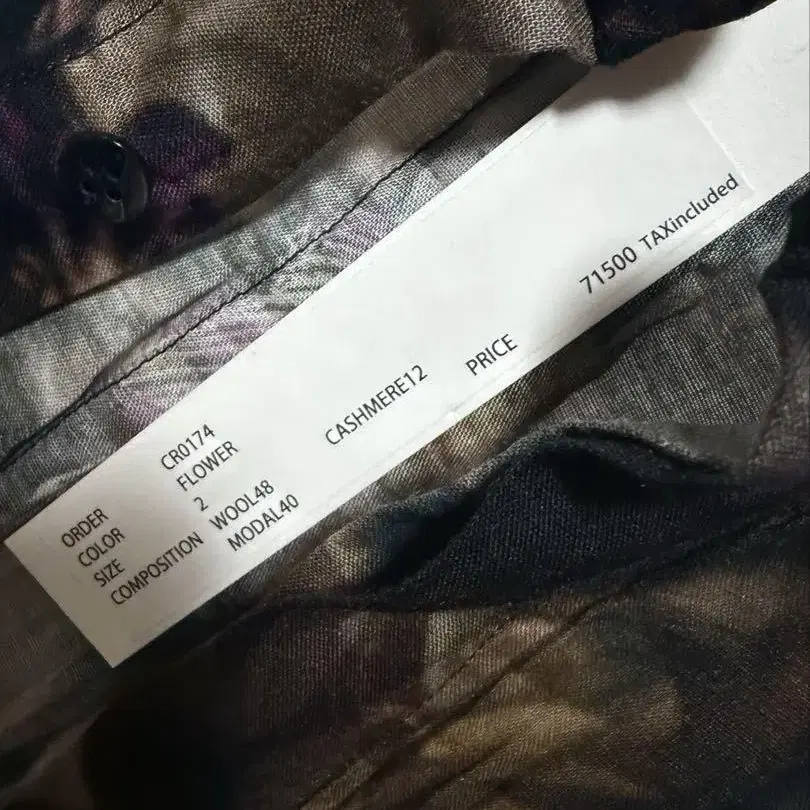 ORDER CR0174
COLOR FLOWER
SIZE 2
COMPOSITION WOOL48 CASHMERE12
MODAL40
PRICE 71500 TAXincluded